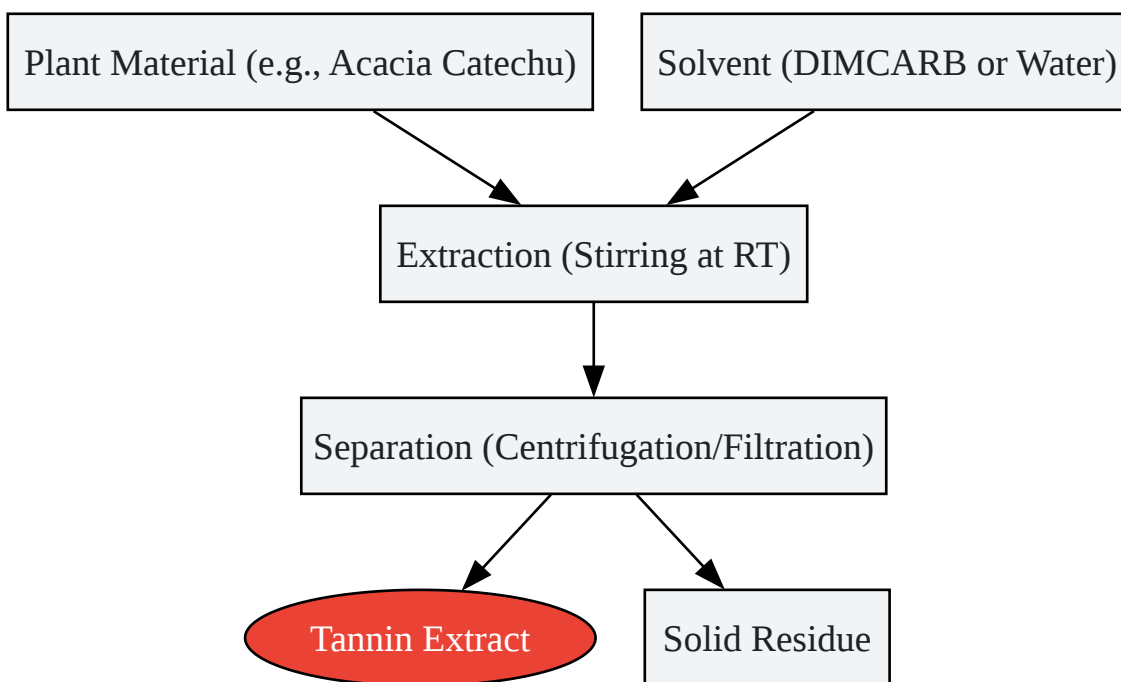 Plant Material (e.g., Acacia Catechu)
Solvent (DIMCARB or Water)
Extraction (Stirring at RT)
Separation (Centrifugation/Filtration)
Tannin Extract
Solid Residue